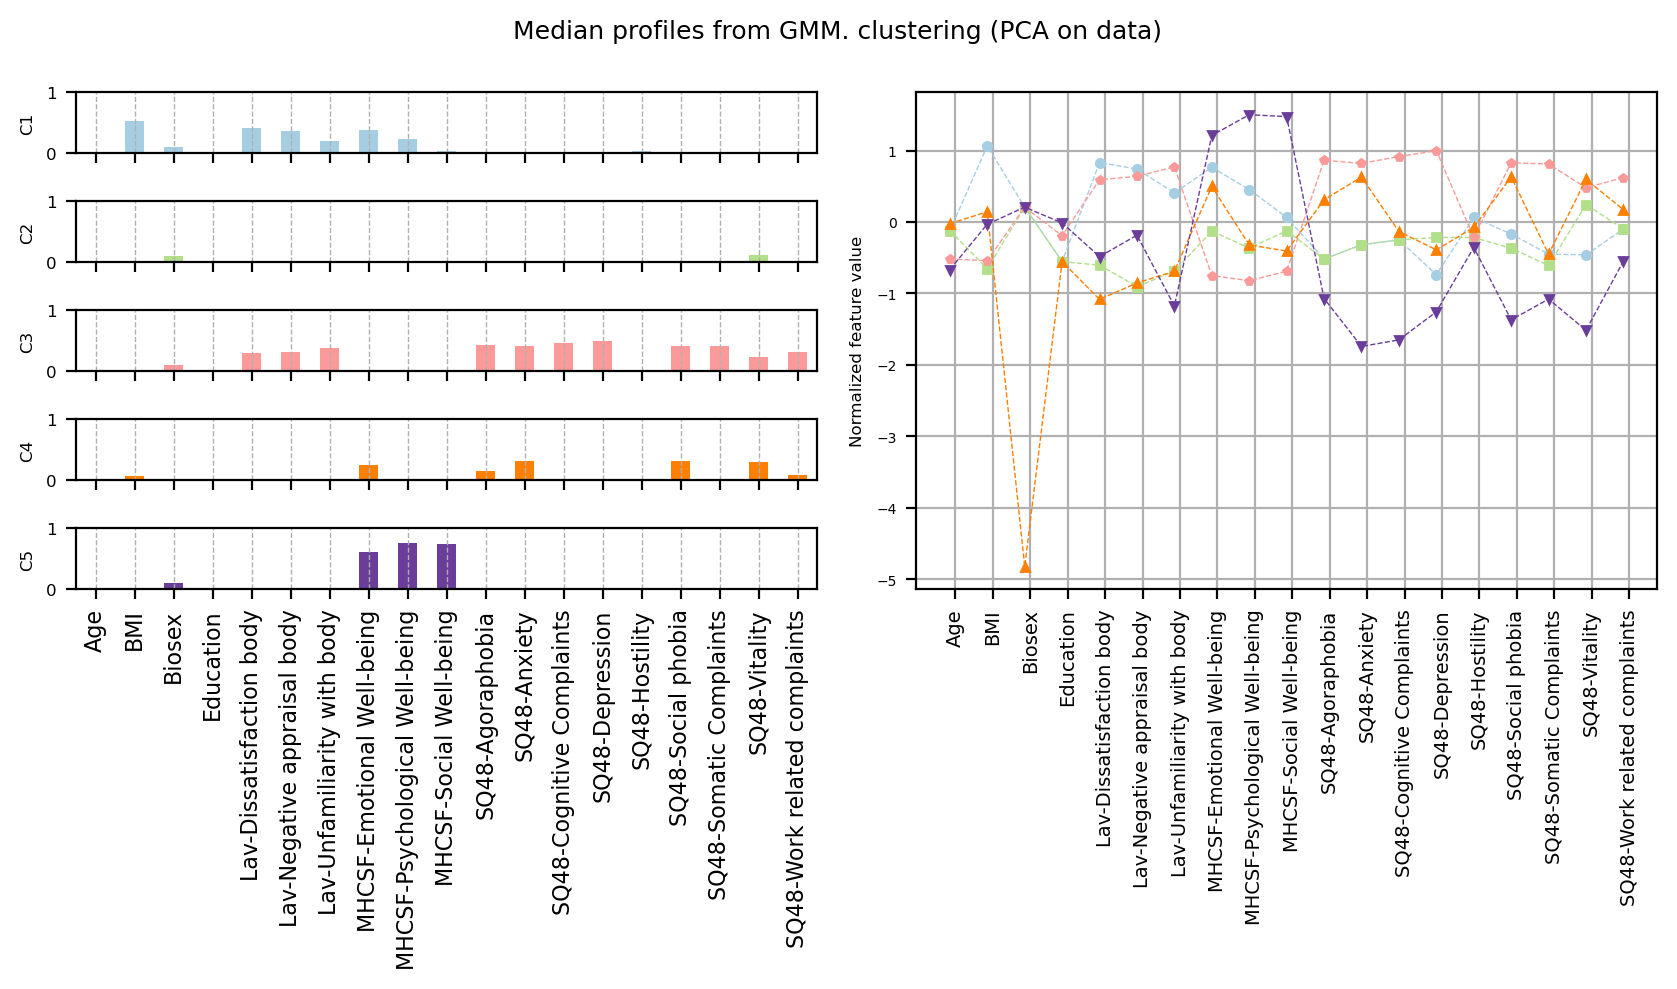 Median profiles from GMM. clustering (PCA on data)
1
0
C1
1
0
C2
1
0
C3
1
0
C4
1
0
C5
Age
BMI
Biosex
Education
Lav-Dissatisfaction body
Lav-Negative appraisal body
Lav-Unfamiliarity with body
MHCSF-Emotional Well-being
MHCSF-Psychological Well-being
MHCSF-Social Well-being
SQ48-Agoraphobia
SQ48-Anxiety
SQ48-Cognitive Complaints
SQ48-Depression
SQ48-Hostility
SQ48-Social phobia
SQ48-Somatic Complaints
SQ48-Vitality
SQ48-Work related complaints
Normalized feature value
1
0
−1
−2
−3
−4
−5
Age
BMI
Biosex
Education
Lav-Dissatisfaction body
Lav-Negative appraisal body
Lav-Unfamiliarity with body
MHCSF-Emotional Well-being
MHCSF-Psychological Well-being
MHCSF-Social Well-being
SQ48-Agoraphobia
SQ48-Anxiety
SQ48-Cognitive Complaints
SQ48-Depression
SQ48-Hostility
SQ48-Social phobia
SQ48-Somatic Complaints
SQ48-Vitality
SQ48-Work related complaints